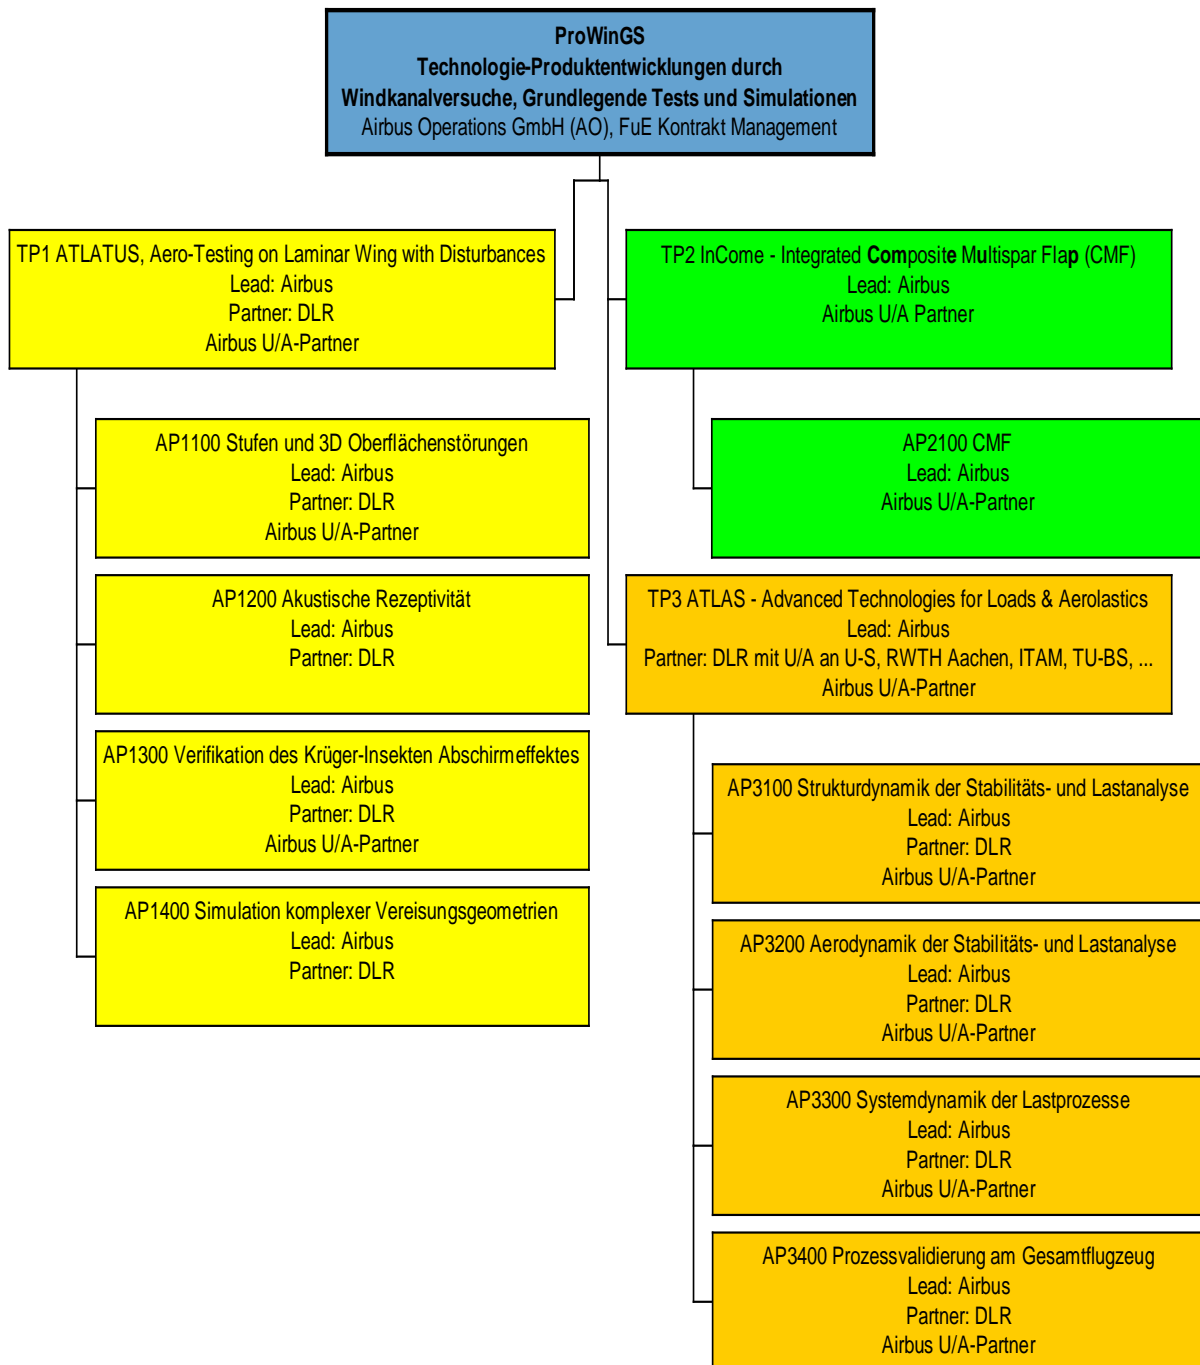 ProWinGS
Technologie-Produktentwicklungen durch
Windkanalversuche, Grundlegende Tests und Simulationen
Airbus Operations GmbH (AO), FuE Kontrakt Management
TP1 ATLATUS, Aero-Testing on Laminar Wing with Disturbances
Lead: Airbus
Partner: DLR
Airbus U/A-Partner
AP1100 Stufen und 3D Oberflächenstörungen
Lead: Airbus
Partner: DLR
Airbus U/A-Partner
AP1200 Akustische Rezeptivität
Lead: Airbus
Partner: DLR
AP1300 Verifikation des Krüger-Insekten Abschirmeffektes
Lead: Airbus
Partner: DLR
Airbus U/A-Partner
AP1400 Simulation komplexer Vereisungsgeometrien
Lead: Airbus
Partner: DLR
TP2 InCome - Integrated Composite Multispar Flap (CMF)
Lead: Airbus
Airbus U/A Partner
AP2100 CMF
Lead: Airbus
Airbus U/A-Partner
TP3 ATLAS - Advanced Technologies for Loads & Aerolastics
Lead: Airbus
Partner: DLR mit U/A an U-S, RWTH Aachen, ITAM, TU-BS, ...
Airbus U/A-Partner
AP3100 Strukturdynamik der Stabilitäts- und Lastanalyse
Lead: Airbus
Partner: DLR
Airbus U/A-Partner
AP3200 Aerodynamik der Stabilitäts- und Lastanalyse
Lead: Airbus
Partner: DLR
Airbus U/A-Partner
AP3300 Systemdynamik der Lastprozesse
Lead: Airbus
Partner: DLR
Airbus U/A-Partner
AP3400 Prozessvalidierung am Gesamtflugzeug
Lead: Airbus
Partner: DLR
Airbus U/A-Partner